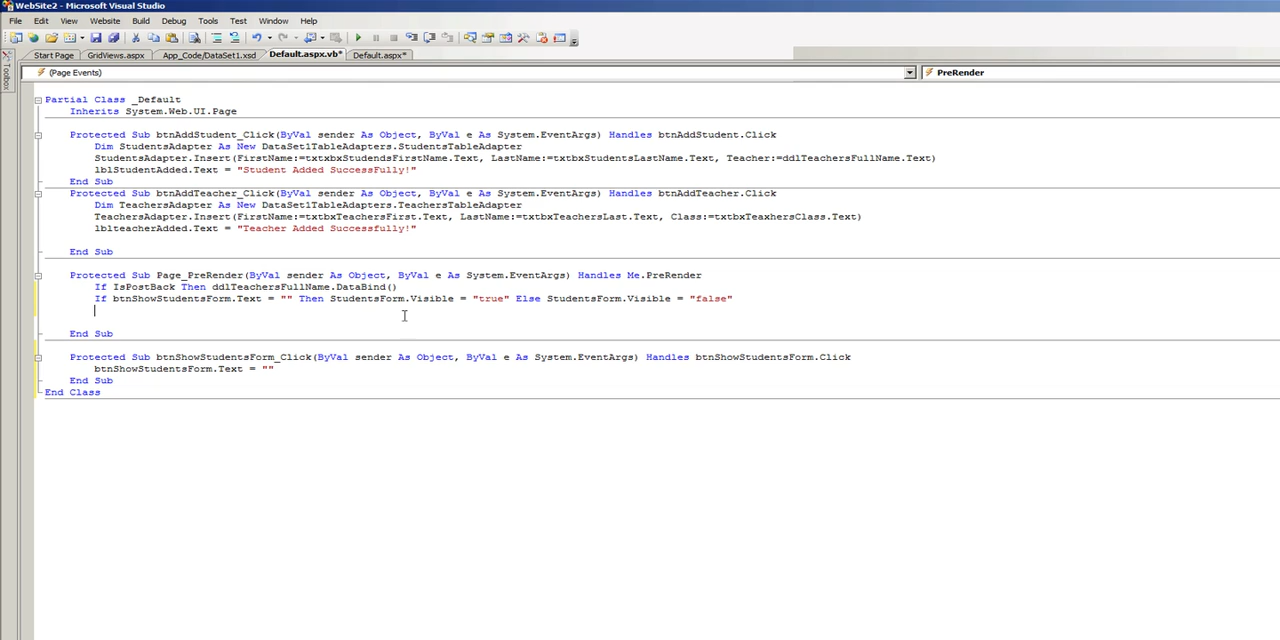 WebSite2 - Microsoft Visual Studio
File Edit View Website Build Debug Tools Test Window Help
Start Page GridViews.aspx App_Code/DataSet1.xsd Default.aspx.vb* Default.aspx*
(Page Events) PreRender
Toolbox
Partial Class _Default
Inherits System.Web.UI.Page
Protected Sub btnAddStudent_Click(ByVal sender As Object, ByVal e As System.EventArgs) Handles btnAddStudent.Click
Dim StudentsAdapter As New DataSet1TableAdapters.StudentsTableAdapter
StudentsAdapter.Insert(FirstName:=txtxbxStudendsFirstName.Text, LastName:=txtbxStudentsLastName.Text, Teacher:=ddlTeachersFullName.Text)
lblStudentAdded.Text = "Student Added SuccessFully!"
End Sub
Protected Sub btnAddTeacher_Click(ByVal sender As Object, ByVal e As System.EventArgs) Handles btnAddTeacher.Click
Dim TeachersAdapter As New DataSet1TableAdapters.TeachersTableAdapter
TeachersAdapter.Insert(FirstName:=txtbxTeachersFirst.Text, LastName:=txtbxTeachersLast.Text, Class:=txtbxTeaxhersClass.Text)
lblteacherAdded.Text = "Teacher Added Successfully!"
End Sub
Protected Sub Page_PreRender(ByVal sender As Object, ByVal e As System.EventArgs) Handles Me.PreRender
If IsPostBack Then ddlTeachersFullName.DataBind()
If btnShowStudentsForm.Text = "" Then StudentsForm.Visible = "true" Else StudentsForm.Visible = "false"
End Sub
Protected Sub btnShowStudentsForm_Click(ByVal sender As Object, ByVal e As System.EventArgs) Handles btnShowStudentsForm.Click
btnShowStudentsForm.Text = ""
End Sub
End Class